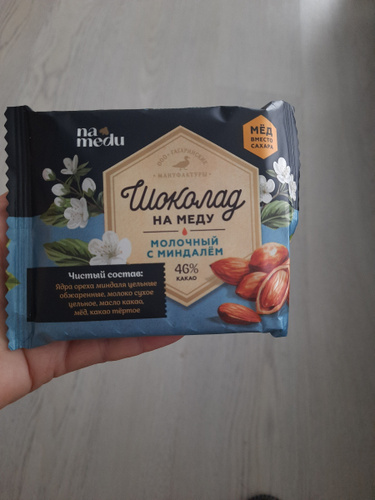 na
medu
МЁД
ВМЕСТО
САХАРА
МАНУФАКТУРЫ
Шоколад
НА МЕДУ
МОЛОЧНЫЙ
С МИНДАЛЁМ
46%
КАКАО
Чистый состав:
Ядра ореха миндаля цельные
обжаренные, молоко сухое
цельное, масло какао,
мёд, какао тёртое